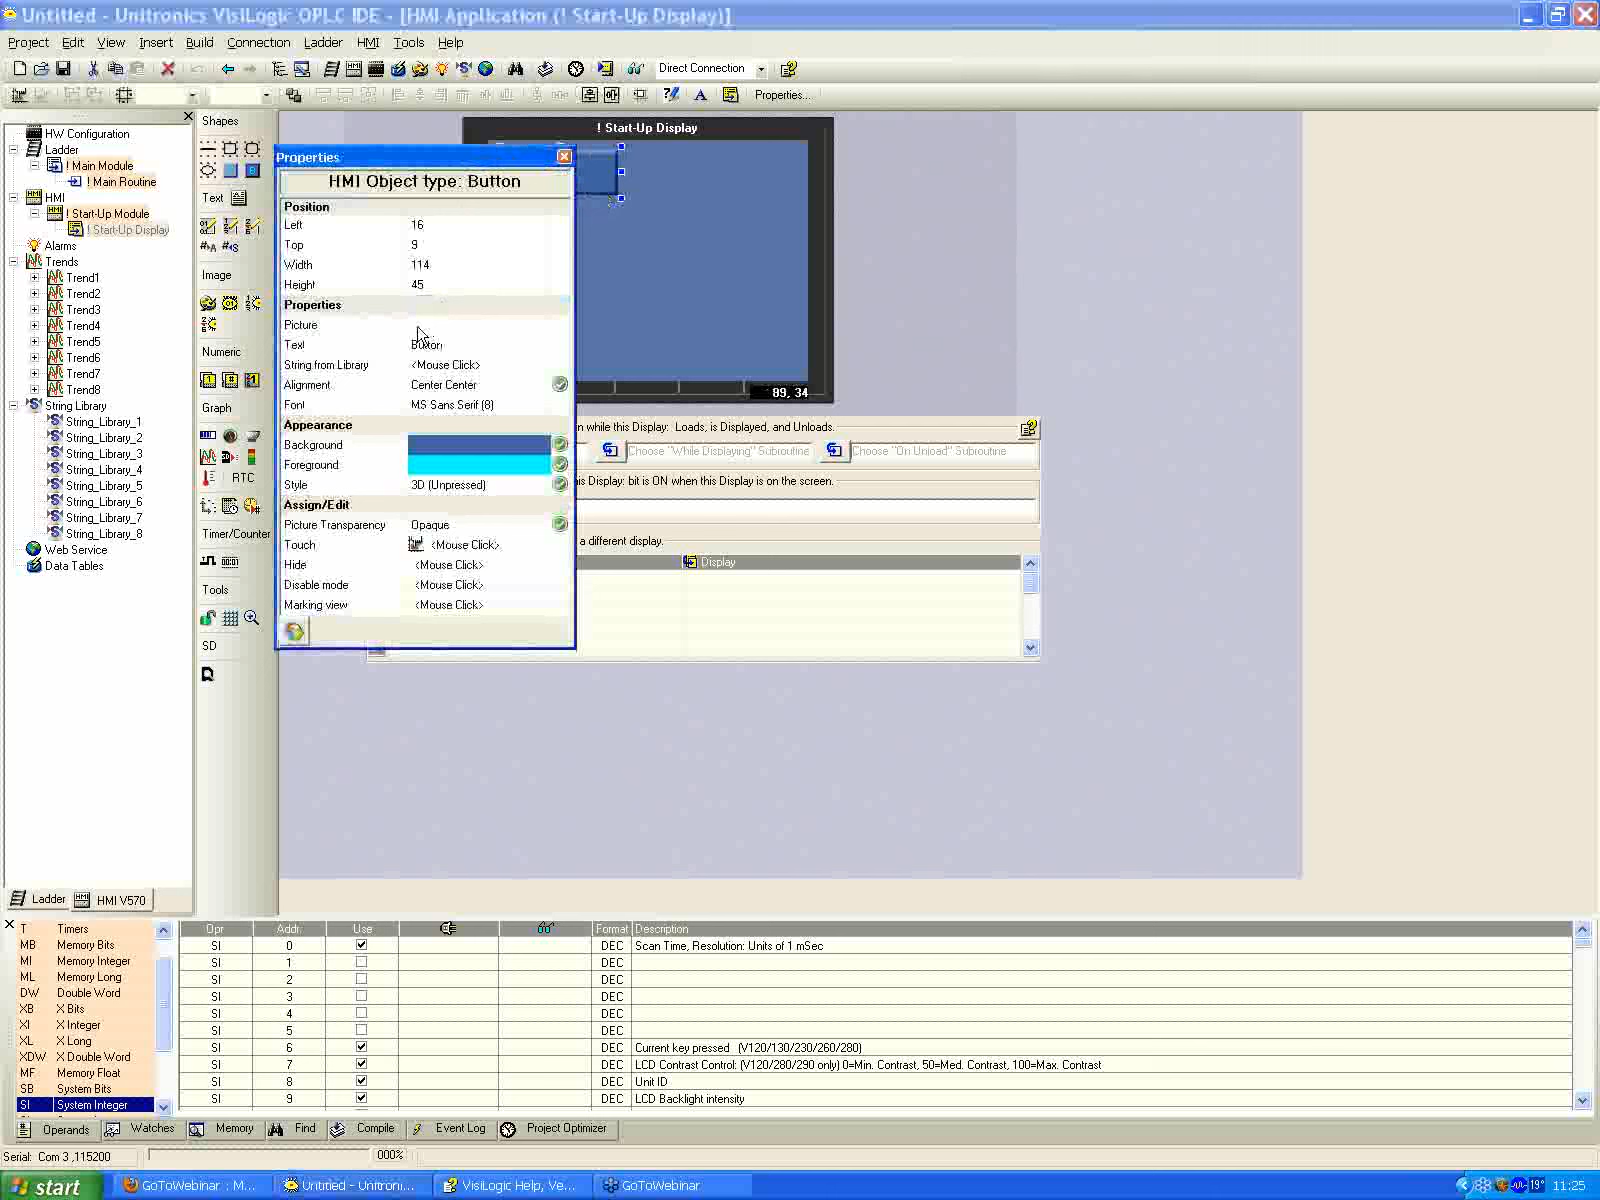 Untitled - Unitronics VisiLogic OPLC IDE - [HMI Application (! Start-Up Display)]
Project Edit View Insert Build Connection Ladder HMI Tools Help
Direct Connection
Properties...
HW Configuration
Ladder
! Main Module
! Main Routine
HMI
! Start-Up Module
! Start-Up Display
Alarms
Trends
Trend1
Trend2
Trend3
Trend4
Trend5
Trend6
Trend7
Trend8
String Library
String_Library_1
String_Library_2
String_Library_3
String_Library_4
String_Library_5
String_Library_6
String_Library_7
String_Library_8
Web Service
Data Tables
Ladder HMI V570
Shapes
Text
Image
Numeric
Graph
RTC
Timer/Counter
Tools
SD
Properties
HMI Object type: Button
Position
Left 16
Top 9
Width 114
Height 45
Properties
Picture
Text Button
String from Library <Mouse Click>
Alignment Center Center
Font MS Sans Serif (8)
Appearance
Background
Foreground
Style 3D (Unpressed)
Assign/Edit
Picture Transparency Opaque
Touch <Mouse Click>
Hide <Mouse Click>
Disable mode <Mouse Click>
Marking view <Mouse Click>
! Start-Up Display
89, 34
n while this Display: Loads, is Displayed, and Unloads.
Choose "While Displaying" Subroutine Choose "On Unload" Subroutine
is Display: bit is ON when this Display is on the screen.
a different display.
Display
T Timers
MB Memory Bits
MI Memory Integer
ML Memory Long
DW Double Word
XB X Bits
XI X Integer
XL X Long
XDW X Double Word
MF Memory Float
SB System Bits
SI System Integer
Opr Addr. Use Format Description
SI 0 DEC Scan Time, Resolution: Units of 1 mSec
SI 1 DEC
SI 2 DEC
SI 3 DEC
SI 4 DEC
SI 5 DEC
SI 6 DEC Current key pressed (V120/130/230/260/280)
SI 7 DEC LCD Contrast Control: (V120/280/290 only) 0=Min. Contrast, 50=Med. Contrast, 100=Max. Contrast
SI 8 DEC Unit ID
SI 9 DEC LCD Backlight intensity
Operands Watches Memory Find Compile Event Log Project Optimizer
Serial: Com 3 ,115200 000%
start GoToWebinar : M... Untitled - Unitroni... VisiLogic Help, Ve... GoToWebinar 19° 11:25